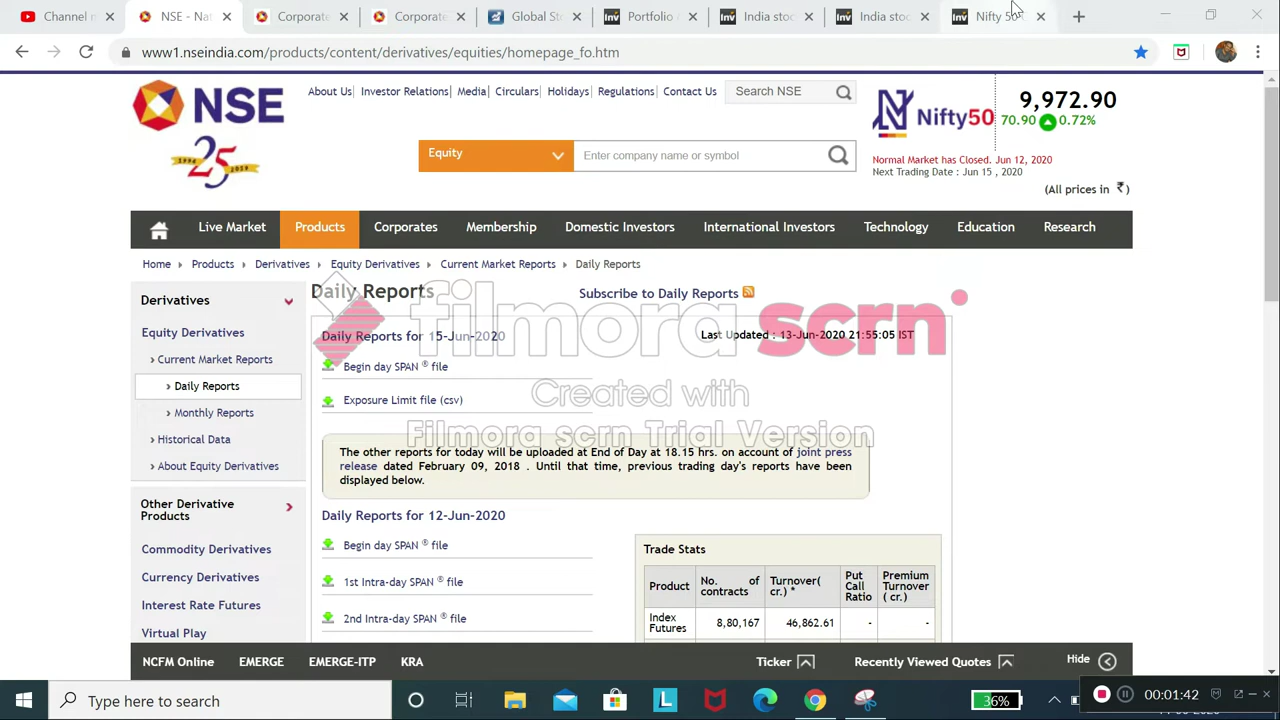 Channel m
NSE - Nat
Corporate
Corporate
Global St
Portfolio
India stoc
India stoc
Nifty 50
www1.nseindia.com/products/content/derivatives/equities/homepage_fo.htm
NSE
25
About Us | Investor Relations | Media | Circulars | Holidays | Regulations | Contact Us
Search NSE
Equity
Enter company name or symbol
Nifty50
9,972.90
70.90 0.72%
Normal Market has Closed. Jun 12, 2020
Next Trading Date : Jun 15 , 2020
(All prices in ₹)
Live Market Products Corporates Membership Domestic Investors International Investors Technology Education Research
Home Products Derivatives Equity Derivatives Current Market Reports Daily Reports
Derivatives
Equity Derivatives
Current Market Reports
Daily Reports
Monthly Reports
Historical Data
About Equity Derivatives
Other Derivative
Products
Commodity Derivatives
Currency Derivatives
Interest Rate Futures
Virtual Play
Daily Reports
Subscribe to Daily Reports
Daily Reports for 15-Jun-2020
Last Updated : 13-Jun-2020 21:55:05 IST
Begin day SPAN ® file
Exposure Limit file (csv)
filmora scrn
Created with
Filmora scrn Trial Version
The other reports for today will be uploaded at End of Day at 18.15 hrs. on account of joint press
release dated February 09, 2018 . Until that time, previous trading day's reports have been
displayed below.
Daily Reports for 12-Jun-2020
Begin day SPAN ® file
1st Intra-day SPAN ® file
2nd Intra-day SPAN ® file
Trade Stats
Product No. of contracts Turnover( cr.) * Put Call Ratio Premium Turnover ( cr.)
Index Futures 8,80,167 46,862.61 - -
NCFM Online EMERGE EMERGE-ITP KRA
Ticker Recently Viewed Quotes Hide
Type here to search
36%
00:01:42